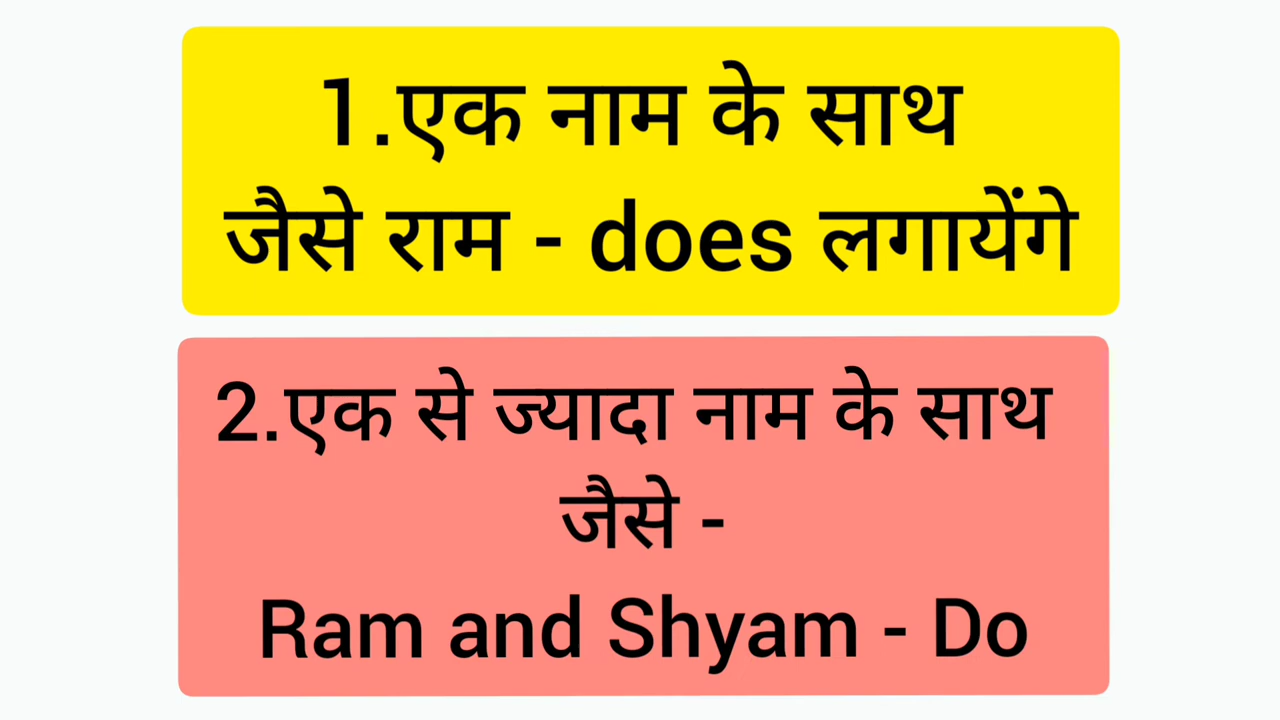 1.एक नाम के साथ
जैसे राम - does लगायेंगे
2.एक से ज्यादा नाम के साथ
जैसे -
Ram and Shyam - Do